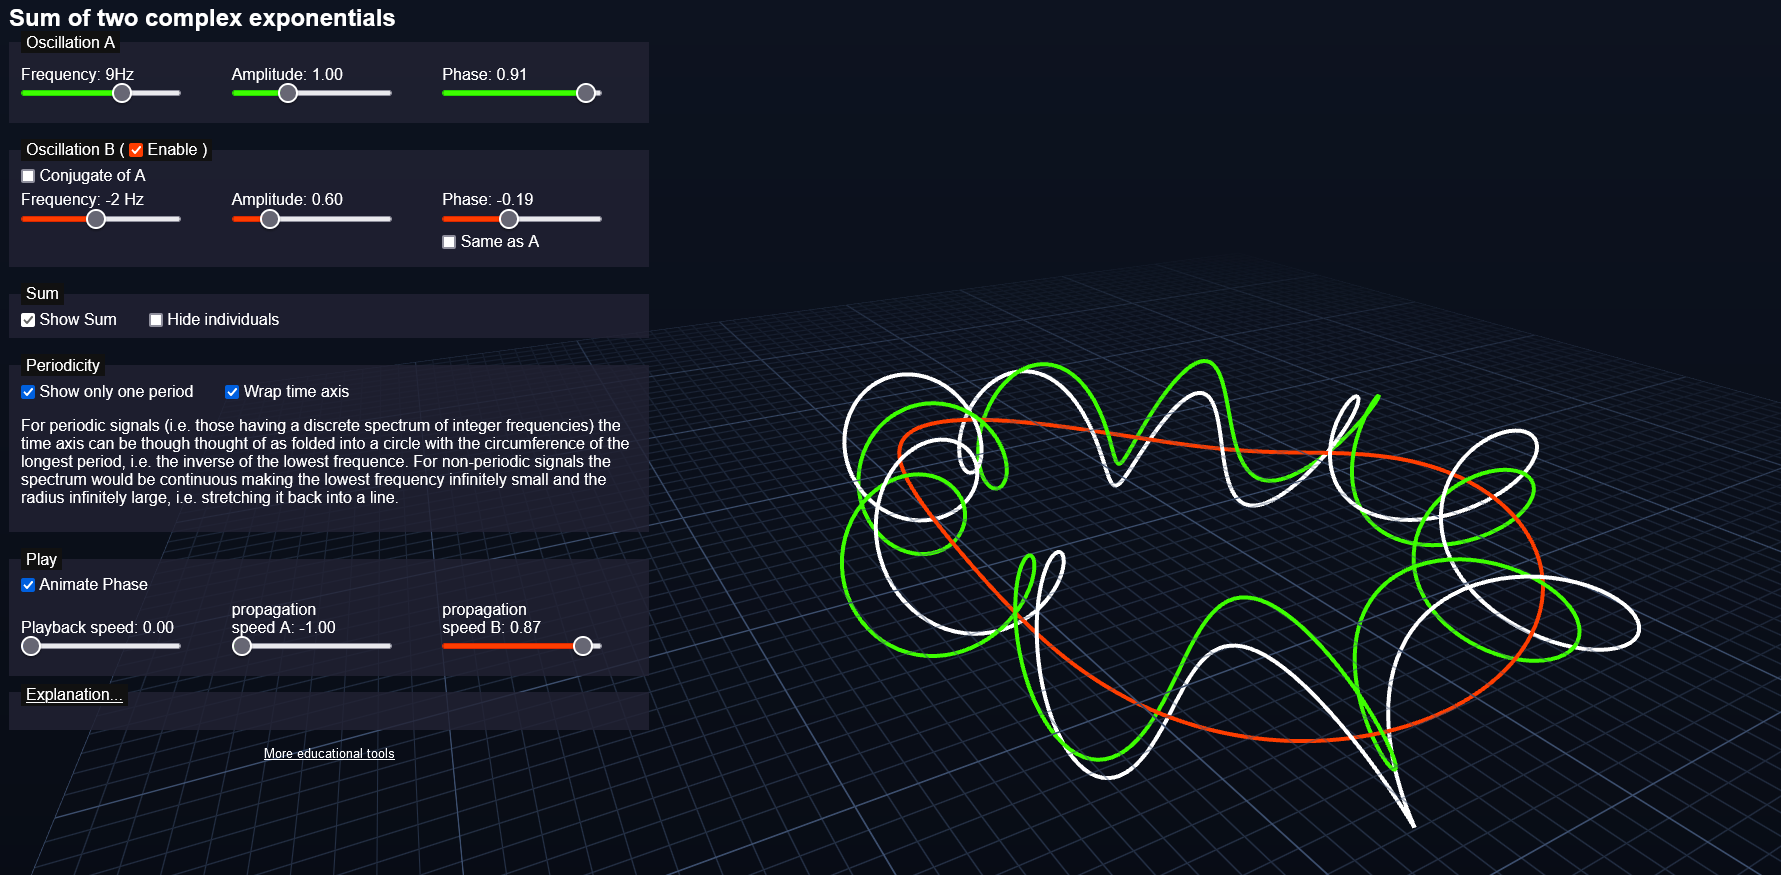 Sum of two complex exponentials
Oscillation A
Frequency: 9Hz Amplitude: 1.00 Phase: 0.91
Oscillation B ( Enable )
Conjugate of A
Frequency: -2 Hz Amplitude: 0.60 Phase: -0.19
Same as A
Sum
Show Sum Hide individuals
Periodicity
Show only one period Wrap time axis
For periodic signals (i.e. those having a discrete spectrum of integer frequencies) the
time axis can be though thought of as folded into a circle with the circumference of the
longest period, i.e. the inverse of the lowest frequence. For non-periodic signals the
spectrum would be continuous making the lowest frequency infinitely small and the
radius infinitely large, i.e. stretching it back into a line.
Play
Animate Phase
Playback speed: 0.00
propagation
speed A: -1.00
propagation
speed B: 0.87
Explanation...
More educational tools